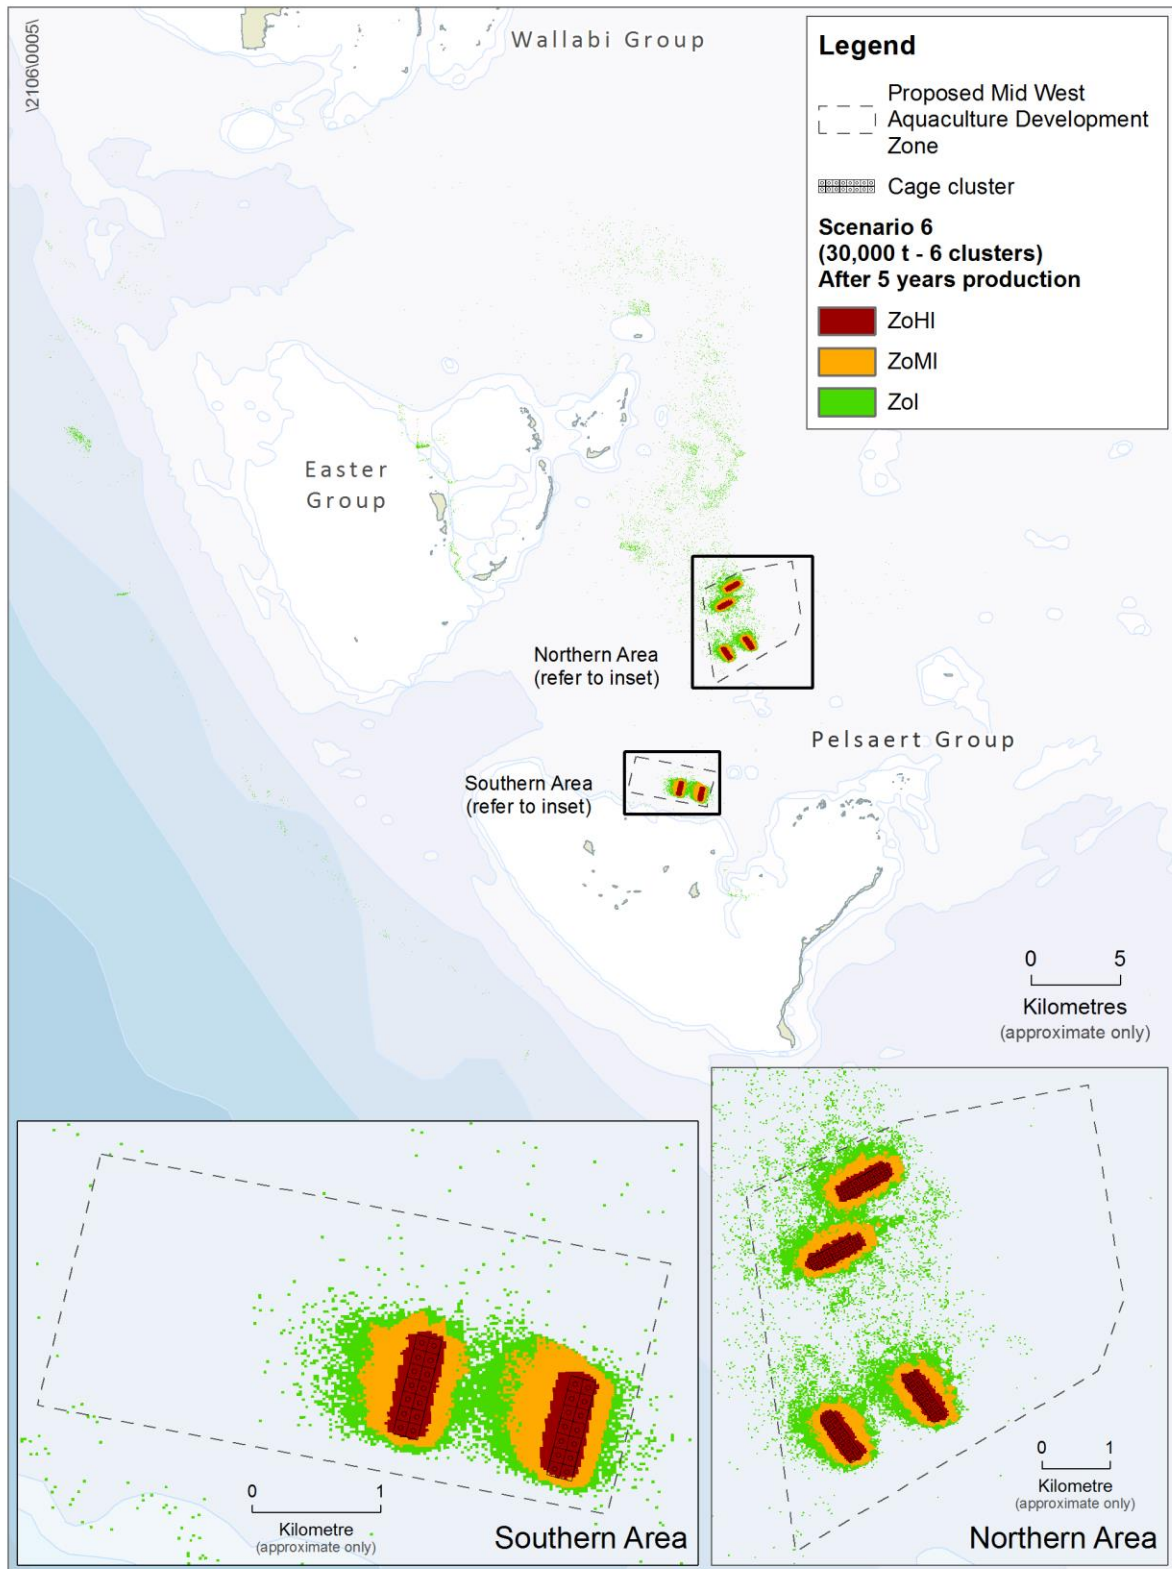 \2106\0005\
Wallabi Group
Legend
Proposed Mid West
Aquaculture Development
Zone
Cage cluster
Scenario 6
(30,000 t - 6 clusters)
After 5 years production
ZoHI
ZoMI
ZoI
Easter
Group
Northern Area
(refer to inset)
Pelsaert Group
Southern Area
(refer to inset)
0 5
Kilometres
(approximate only)
0 1
Kilometre
(approximate only)
Southern Area
0 1
Kilometre
(approximate only)
Northern Area